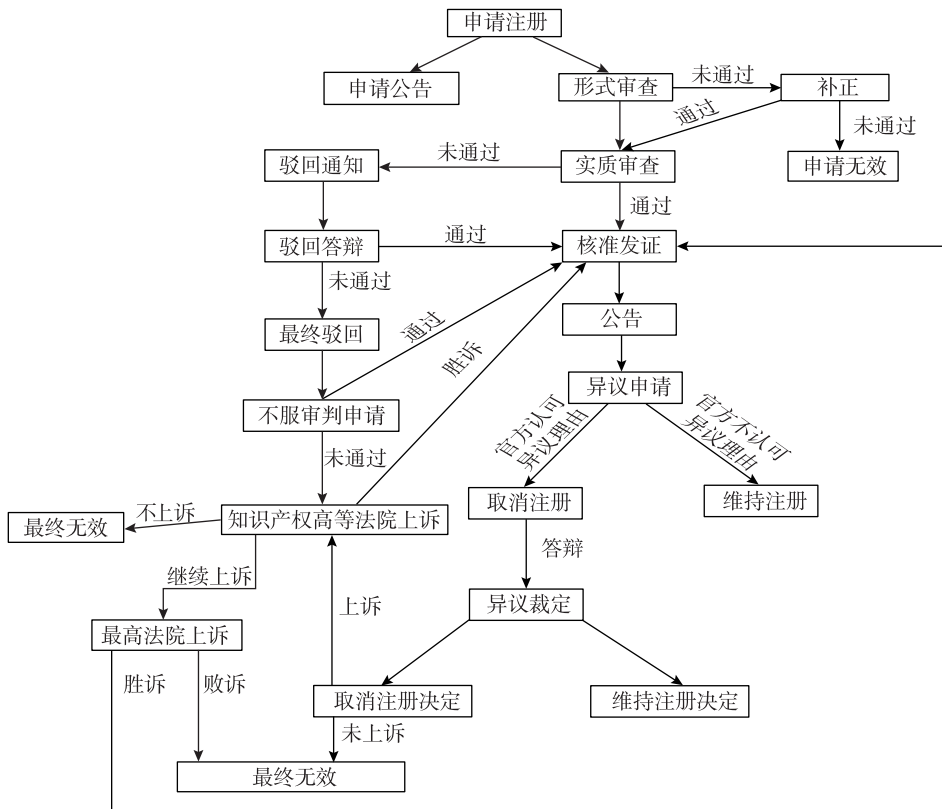 申请注册
申请公告
形式审查
未通过
补正
通过
未通过
驳回通知
未通过
实质审查
申请无效
通过
驳回答辩
通过
核准发证
未通过
公告
最终驳回
通过
胜诉
异议申请
不服审判申请
官方认可
异议理由
官方不认可
异议理由
未通过
取消注册
维持注册
最终无效
不上诉
知识产权高等法院上诉
答辩
继续上诉
上诉
异议裁定
最高法院上诉
胜诉
败诉
取消注册决定
维持注册决定
未上诉
最终无效